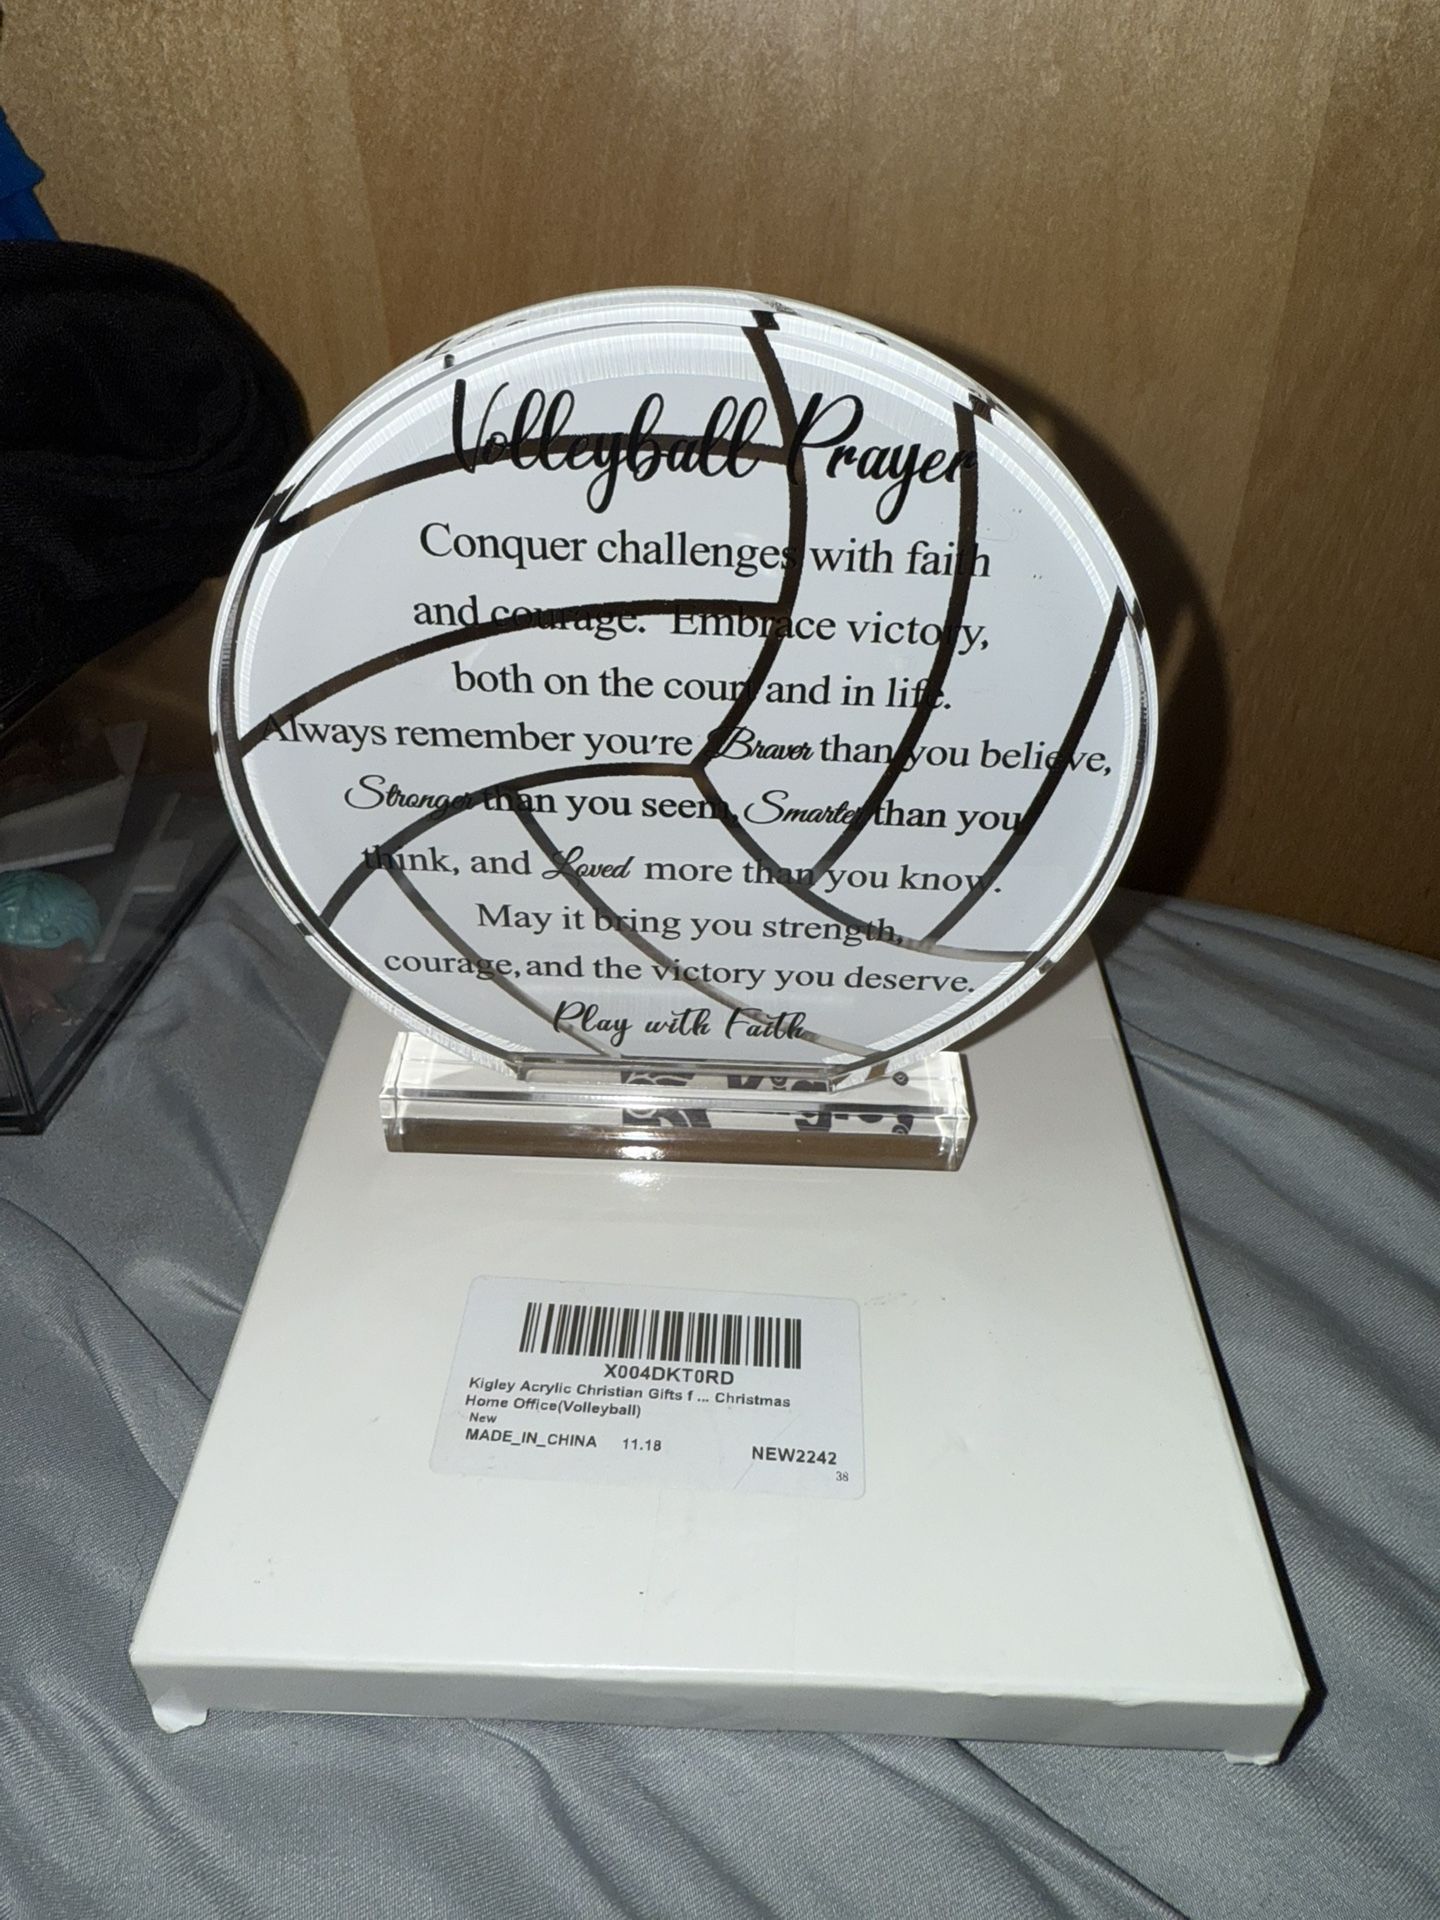 Volleyball Prayer
Conquer challenges with faith
and courage. Embrace victory,
both on the court and in life.
Always remember you're Braver than you believe,
Stronger than you seem, Smarter than you
think, and Loved more than you know.
May it bring you strength,
courage, and the victory you deserve.
Play with Faith
X004DKT0RD
Kigley Acrylic Christian Gifts f ... Christmas
Home Office(Volleyball)
New
MADE_IN_CHINA 11.18
NEW2242
38